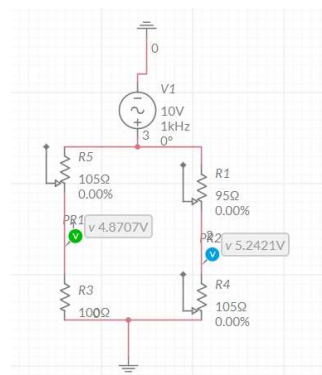 0
V1
10V
1kHz
0°
3
R5
105Ω
0.00%
R1
95Ω
0.00%
PR1
v 4.8707V
V
PR2
v 5.2421V
V
R3
100Ω
R4
105Ω
0.00%